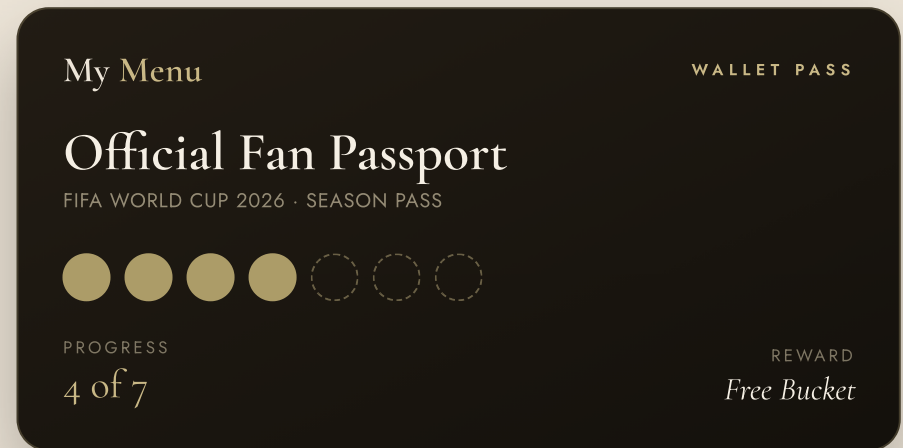 My Menu
WALLET PASS
Official Fan Passport
FIFA WORLD CUP 2026 · SEASON PASS
PROGRESS
4 of 7
REWARD
Free Bucket